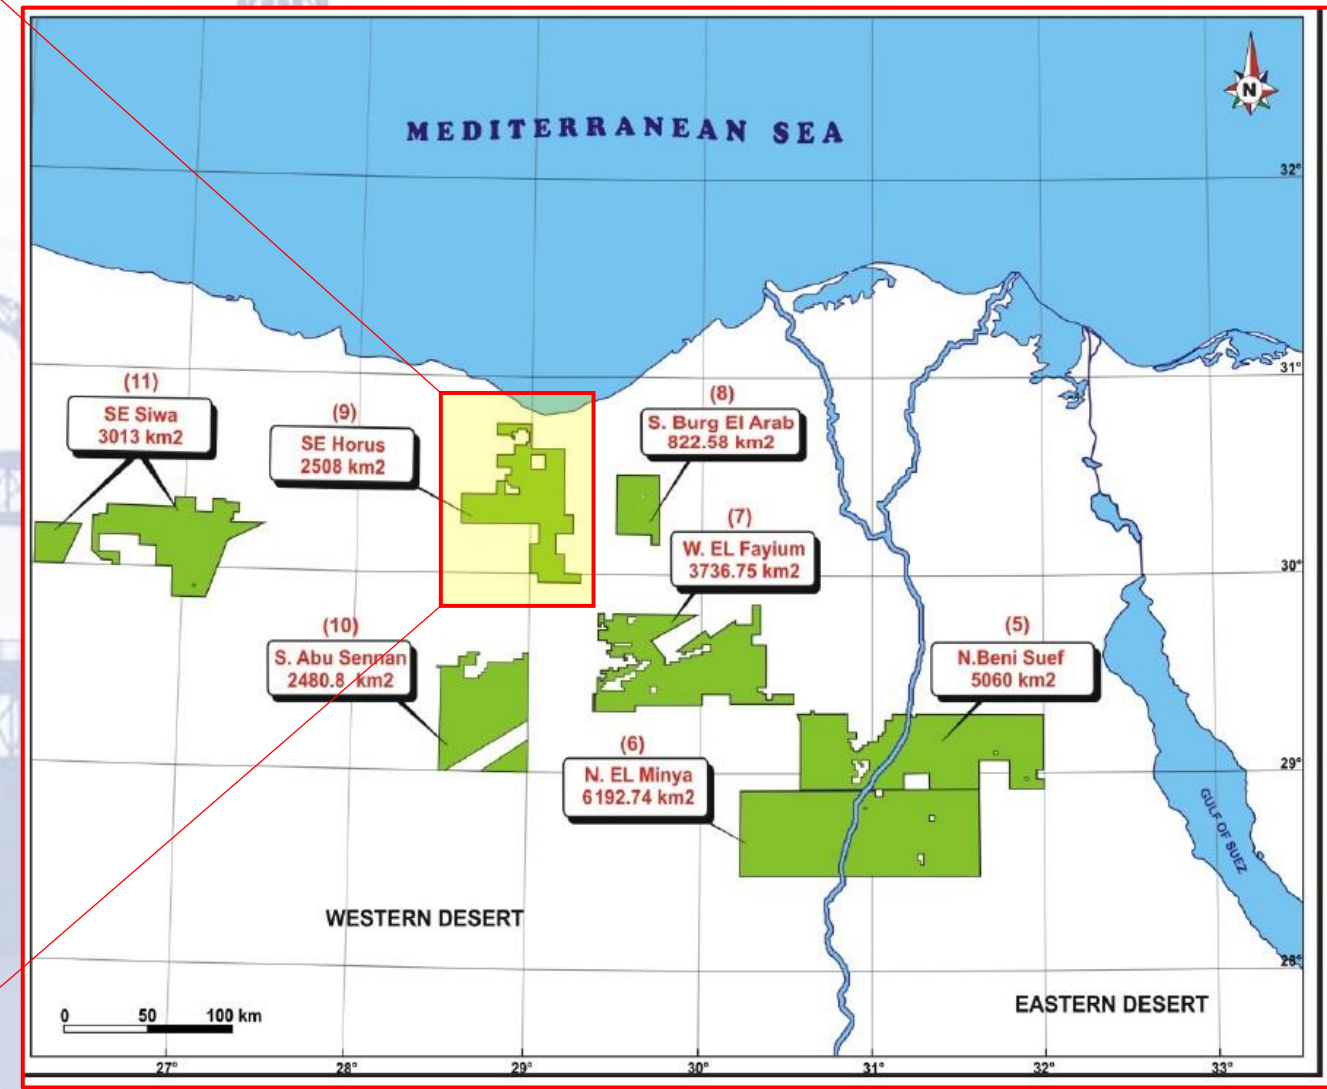 N
MEDITERRANEAN SEA
32°
31°
(11)
SE Siwa
3013 km2
(9)
SE Horus
2508 km2
(8)
S. Burg El Arab
822.58 km2
(7)
W. EL Fayium
3736.75 km2
30°
(10)
S. Abu Sennan
2480.8 km2
(5)
N.Beni Suef
5060 km2
(6)
N. EL Minya
6192.74 km2
29°
GULF OF SUEZ
WESTERN DESERT
28°
EASTERN DESERT
0 50 100 km
27° 28° 29° 30° 31° 32° 33°